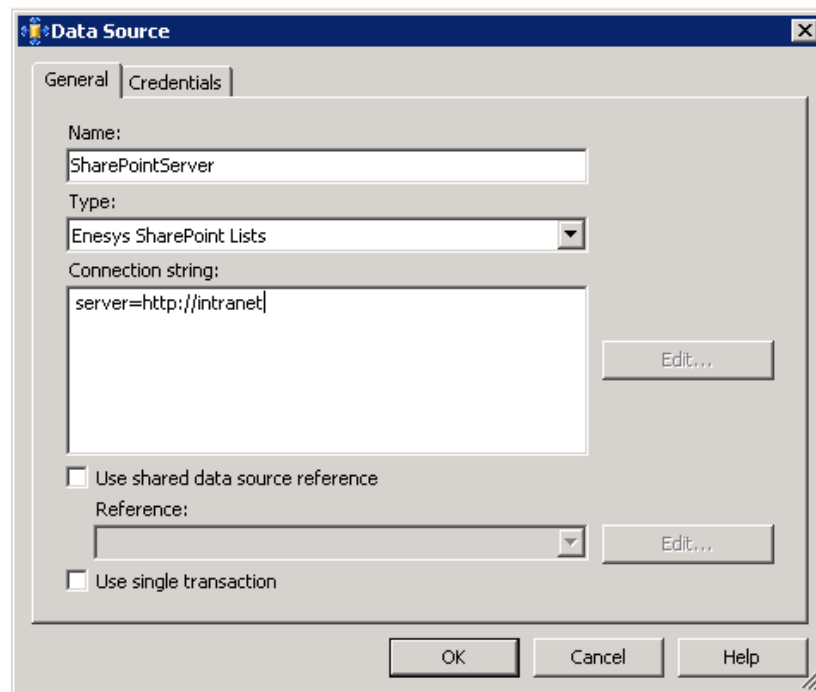 Data Source
General Credentials
Name:
SharePointServer
Type:
Enesys SharePoint Lists
Connection string:
server=http://intranet
Edit...
Use shared data source reference
Reference:
Edit...
Use single transaction
OK Cancel Help